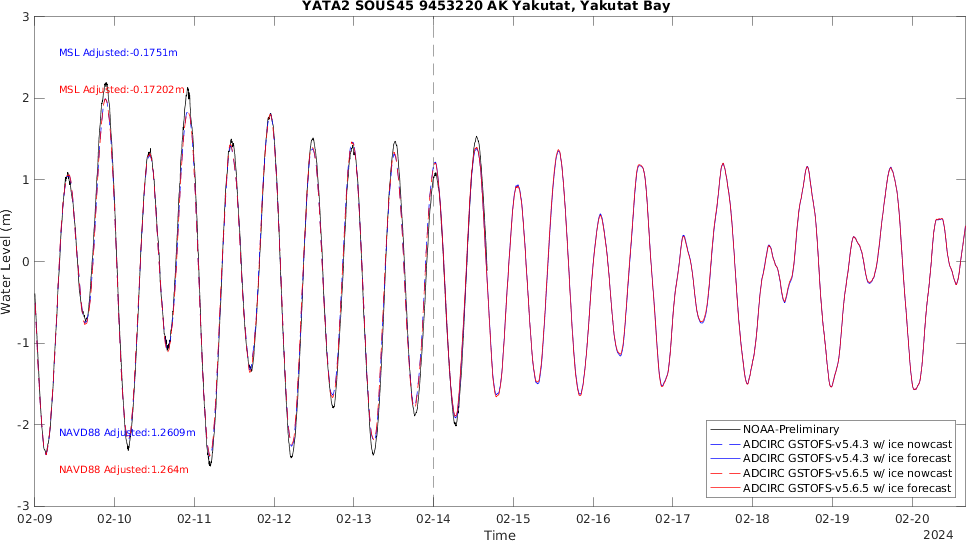 YATA2 SOUS45 9453220 AK Yakutat, Yakutat Bay
3
2
1
0
-1
-2
-3
Water Level (m)
MSL Adjusted:-0.1751m
MSL Adjusted:-0.17202m
NAVD88 Adjusted:1.2609m
NAVD88 Adjusted:1.264m
NOAA-Preliminary
ADCIRC GSTOFS-v5.4.3 w/ ice nowcast
ADCIRC GSTOFS-v5.4.3 w/ ice forecast
ADCIRC GSTOFS-v5.6.5 w/ ice nowcast
ADCIRC GSTOFS-v5.6.5 w/ ice forecast
02-09 02-10 02-11 02-12 02-13 02-14 02-15 02-16 02-17 02-18 02-19 02-20
Time
2024